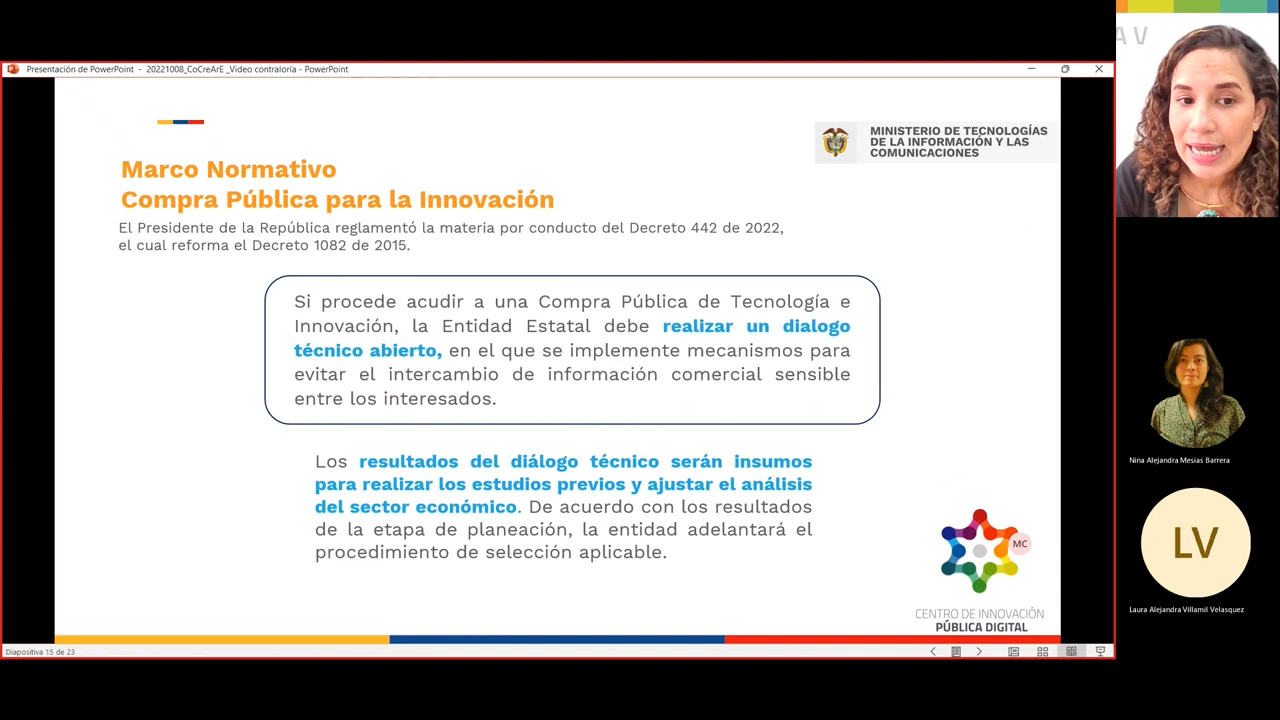 Presentación de PowerPoint - 20221008_CoCreArE _Video contraloría - PowerPoint
MINISTERIO DE TECNOLOGÍAS
DE LA INFORMACIÓN Y LAS
COMUNICACIONES
Marco Normativo
Compra Pública para la Innovación
El Presidente de la República reglamentó la materia por conducto del Decreto 442 de 2022,
el cual reforma el Decreto 1082 de 2015.
Si procede acudir a una Compra Pública de Tecnología e
Innovación, la Entidad Estatal debe realizar un dialogo
técnico abierto, en el que se implemente mecanismos para
evitar el intercambio de información comercial sensible
entre los interesados.
Los resultados del diálogo técnico serán insumos
para realizar los estudios previos y ajustar el análisis
del sector económico. De acuerdo con los resultados
de la etapa de planeación, la entidad adelantará el
procedimiento de selección aplicable.
MC
CENTRO DE INNOVACIÓN
PÚBLICA DIGITAL
Diapositiva 15 de 23
A V
Nina Alejandra Mesias Barrera
LV
Laura Alejandra Villamil Velasquez